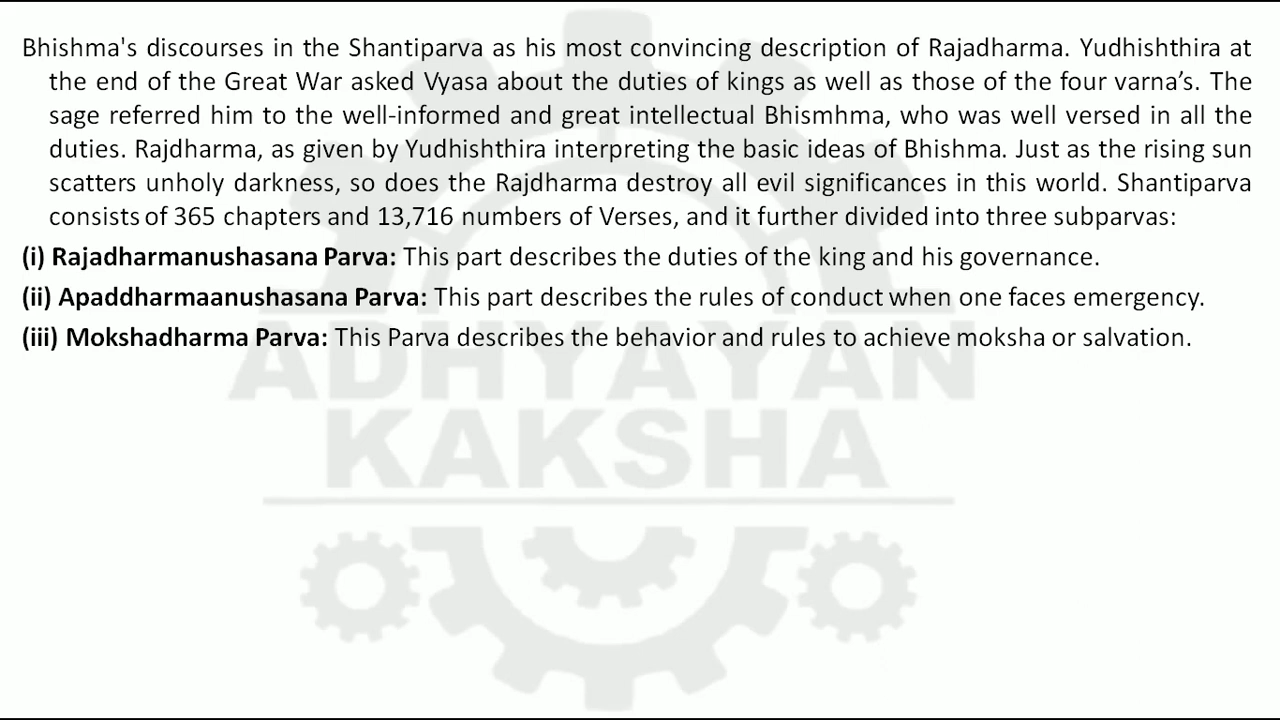 Bhishma's discourses in the Shantiparva as his most convincing description of Rajadharma. Yudhishthira at
the end of the Great War asked Vyasa about the duties of kings as well as those of the four varna’s. The
sage referred him to the well-informed and great intellectual Bhismhma, who was well versed in all the
duties. Rajdharma, as given by Yudhishthira interpreting the basic ideas of Bhishma. Just as the rising sun
scatters unholy darkness, so does the Rajdharma destroy all evil significances in this world. Shantiparva
consists of 365 chapters and 13,716 numbers of Verses, and it further divided into three subparvas:
(i) Rajadharmanushasana Parva: This part describes the duties of the king and his governance.
(ii) Apaddharmaanushasana Parva: This part describes the rules of conduct when one faces emergency.
(iii) Mokshadharma Parva: This Parva describes the behavior and rules to achieve moksha or salvation.
ADHYAYAN
KAKSHA